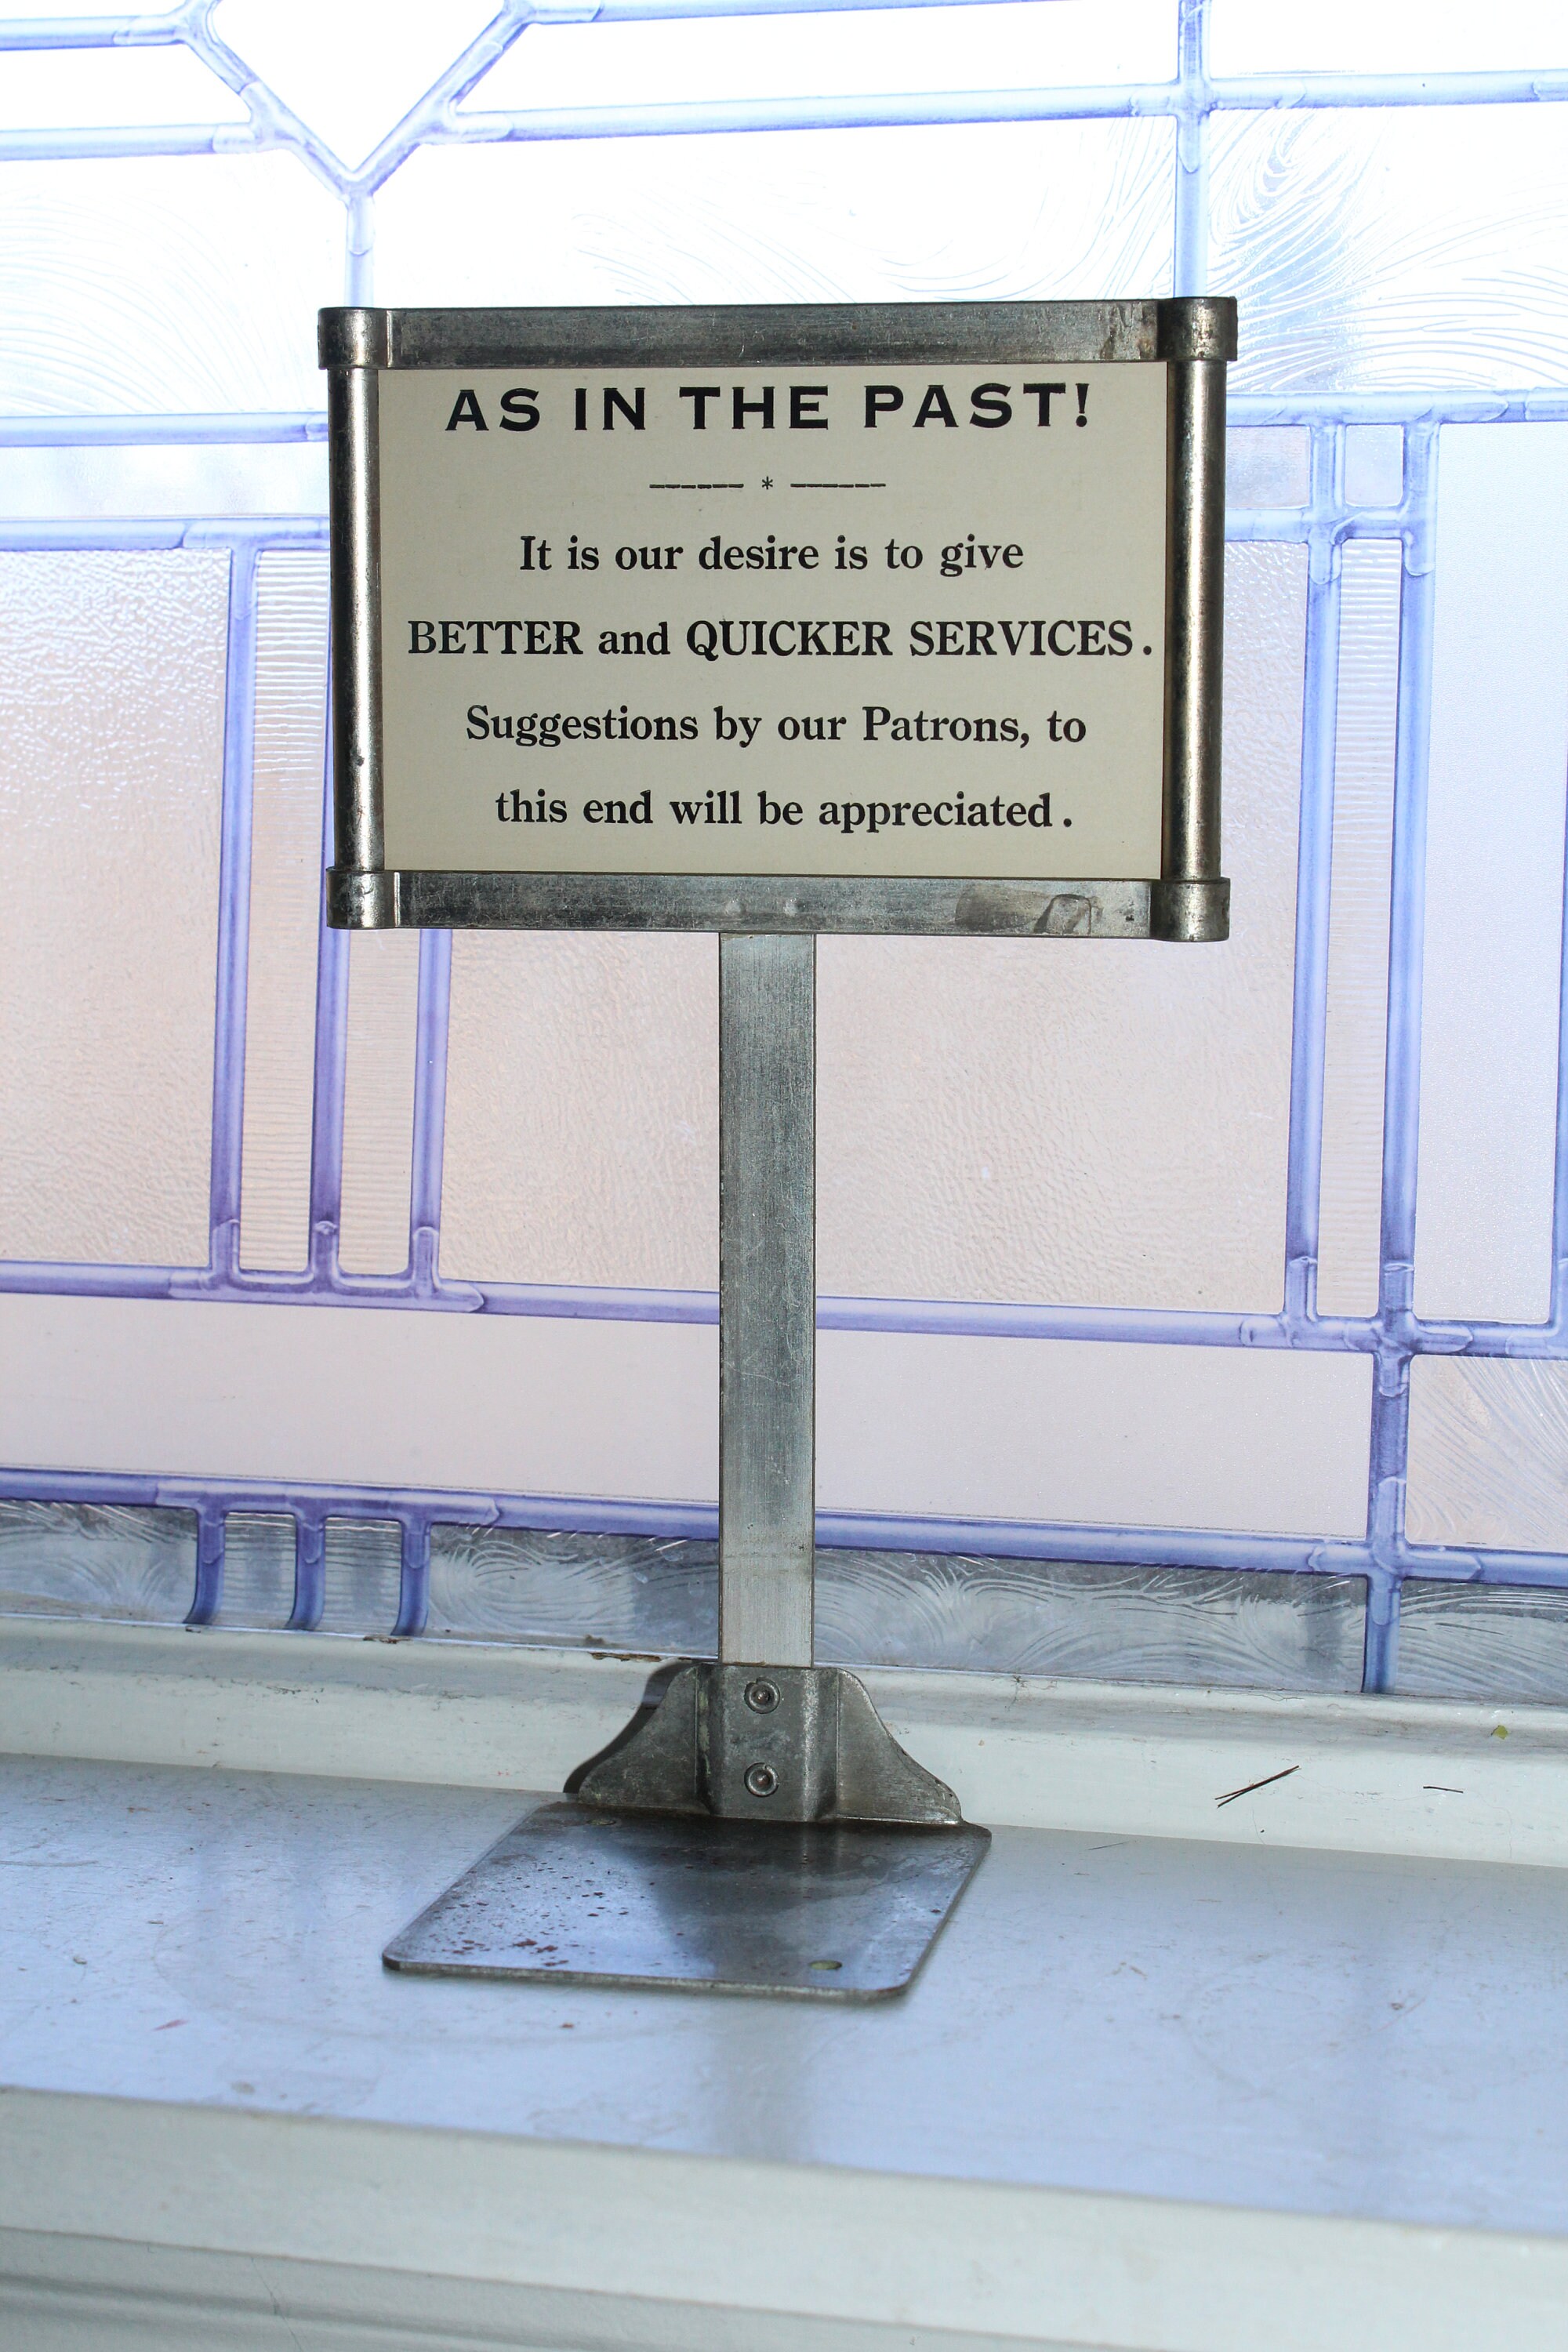 AS IN THE PAST!
------ * ------
It is our desire is to give
BETTER and QUICKER SERVICES.
Suggestions by our Patrons, to
this end will be appreciated.